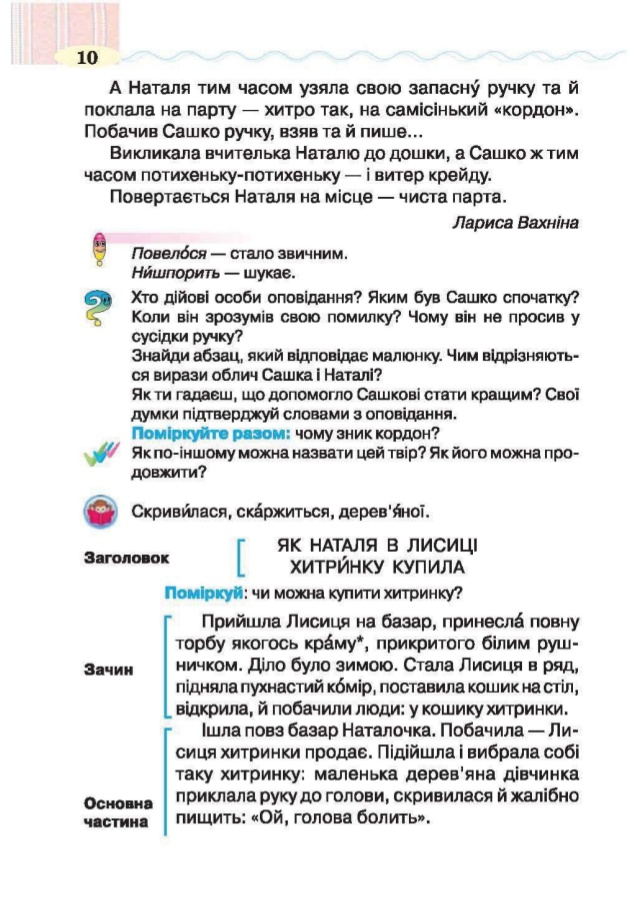 10
А Наталя тим часом узяла свою запасну́ ручку та й
поклала на парту — хитро так, на самісінький «кордон».
Побачив Сашко ручку, взяв та й пише...
Викликала вчителька Наталю до дошки, а Сашко ж тим
часом потихеньку-потихеньку — і витер крейду.
Повертається Наталя на місце — чиста парта.
Лариса Вахніна
Повело́ся — стало звичним.
Ни́шпорить — шукає.
Хто дійові особи оповідання? Яким був Сашко спочатку?
Коли він зрозумів свою помилку? Чому він не просив у
сусідки ручку?
Знайди абзац, який відповідає малюнку. Чим відрізняють-
ся вирази облич Сашка і Наталі?
Як ти гадаєш, що допомогло Сашкові стати кращим? Свої
думки підтверджуй словами з оповідання.
Поміркуйте разом: чому зник кордон?
Як по-іншому можна назвати цей твір? Як його можна про-
довжити?
Скриви́лася, ска́ржиться, дерев'я́ної.
Заголовок
ЯК НАТАЛЯ В ЛИСИЦІ
ХИТРИ́НКУ КУПИЛА
Поміркуй: чи можна купити хитринку?
Зачин
Прийшла Лисиця на базар, принесла́ повну
торбу якогось кра́му*, прикритого білим руш-
ничком. Діло було зимою. Стала Лисиця в ряд,
підняла пухнастий ко́мір, поставила кошик на стіл,
відкрила, й побачили люди: у кошику хитринки.
Основна
частина
Ішла повз базар Наталочка. Побачила — Ли-
сиця хитринки продає. Підійшла і вибрала собі
таку хитринку: маленька дерев'яна дівчинка
приклала руку до голови, скривилася й жалібно
пищить: «Ой, голова болить».